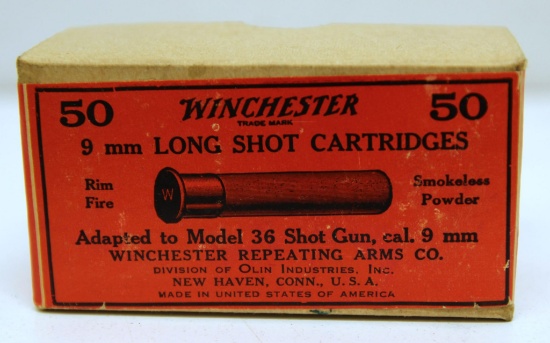 50 WINCHESTER 50
TRADE MARK
9 mm LONG SHOT CARTRIDGES
Rim Fire
W
Smokeless Powder
Adapted to Model 36 Shot Gun, cal. 9 mm
WINCHESTER REPEATING ARMS CO.
DIVISION OF OLIN INDUSTRIES, INC.
NEW HAVEN, CONN., U.S.A.
MADE IN UNITED STATES OF AMERICA